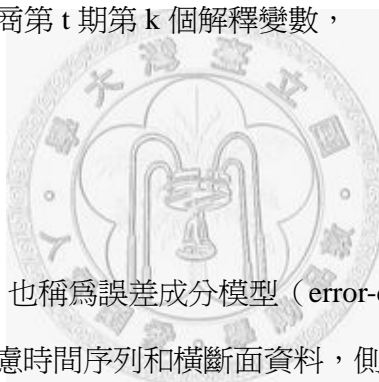 商第 t 期第 k 個解釋變數，
也稱為誤差成分模型（error-
慮時間序列和橫斷面資料，側